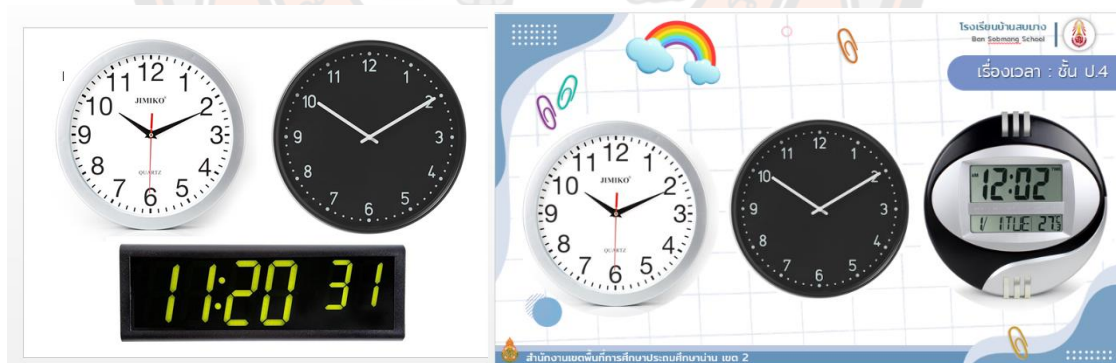 11 12 1
10 JIMIKO 2
9 3
8 QUARTZ 4
7 6 5
11 12 1
10 2
9 3
8 4
7 6 5
11:20 31
โรงเรียนบ้านสบมาง
Ban Sobmang School
เรื่องเวลา : ชั้น ป.4
11 12 1
10 JIMIKO 2
9 3
8 QUARTZ 4
7 6 5
11 12 1
10 2
9 3
8 4
7 6 5
12:02
1/ 1TUE 27.5
สำนักงานเขตพื้นที่การศึกษาประถมศึกษาน่าน เขต 2